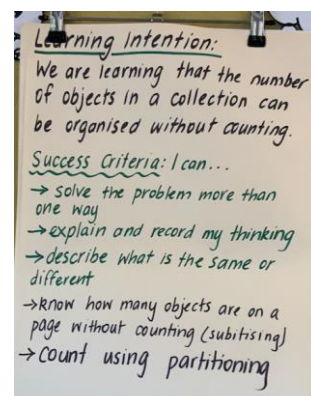 Learning Intention:
We are learning that the number
of objects in a collection can
be organised without counting.
Success Criteria: I can...
→ solve the problem more than
one way
→ explain and record my thinking
→ describe what is the same or
different
→ know how many objects are on a
page without counting (subitising)
→ count using partitioning